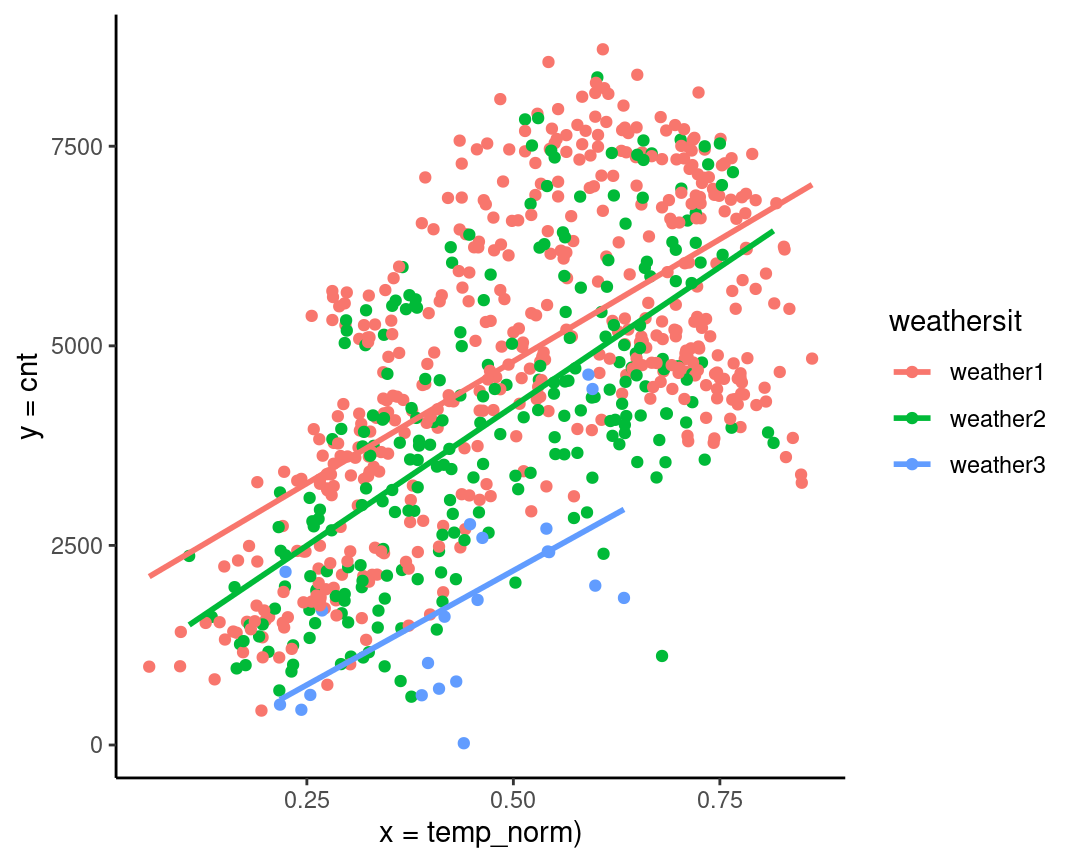 7500
5000
2500
0
0.25 0.50 0.75
x = temp_norm)
y = cnt
weathersit
weather1
weather2
weather3